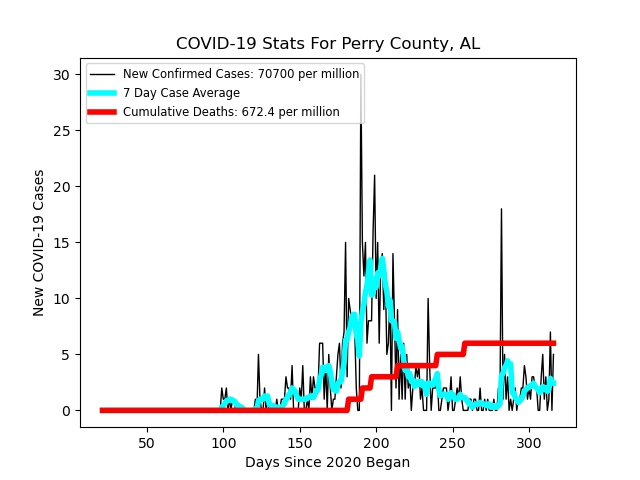 COVID-19 Stats For Perry County, AL
New Confirmed Cases: 70700 per million
7 Day Case Average
Cumulative Deaths: 672.4 per million
30
25
20
15
10
5
0
New COVID-19 Cases
50 100 150 200 250 300
Days Since 2020 Began